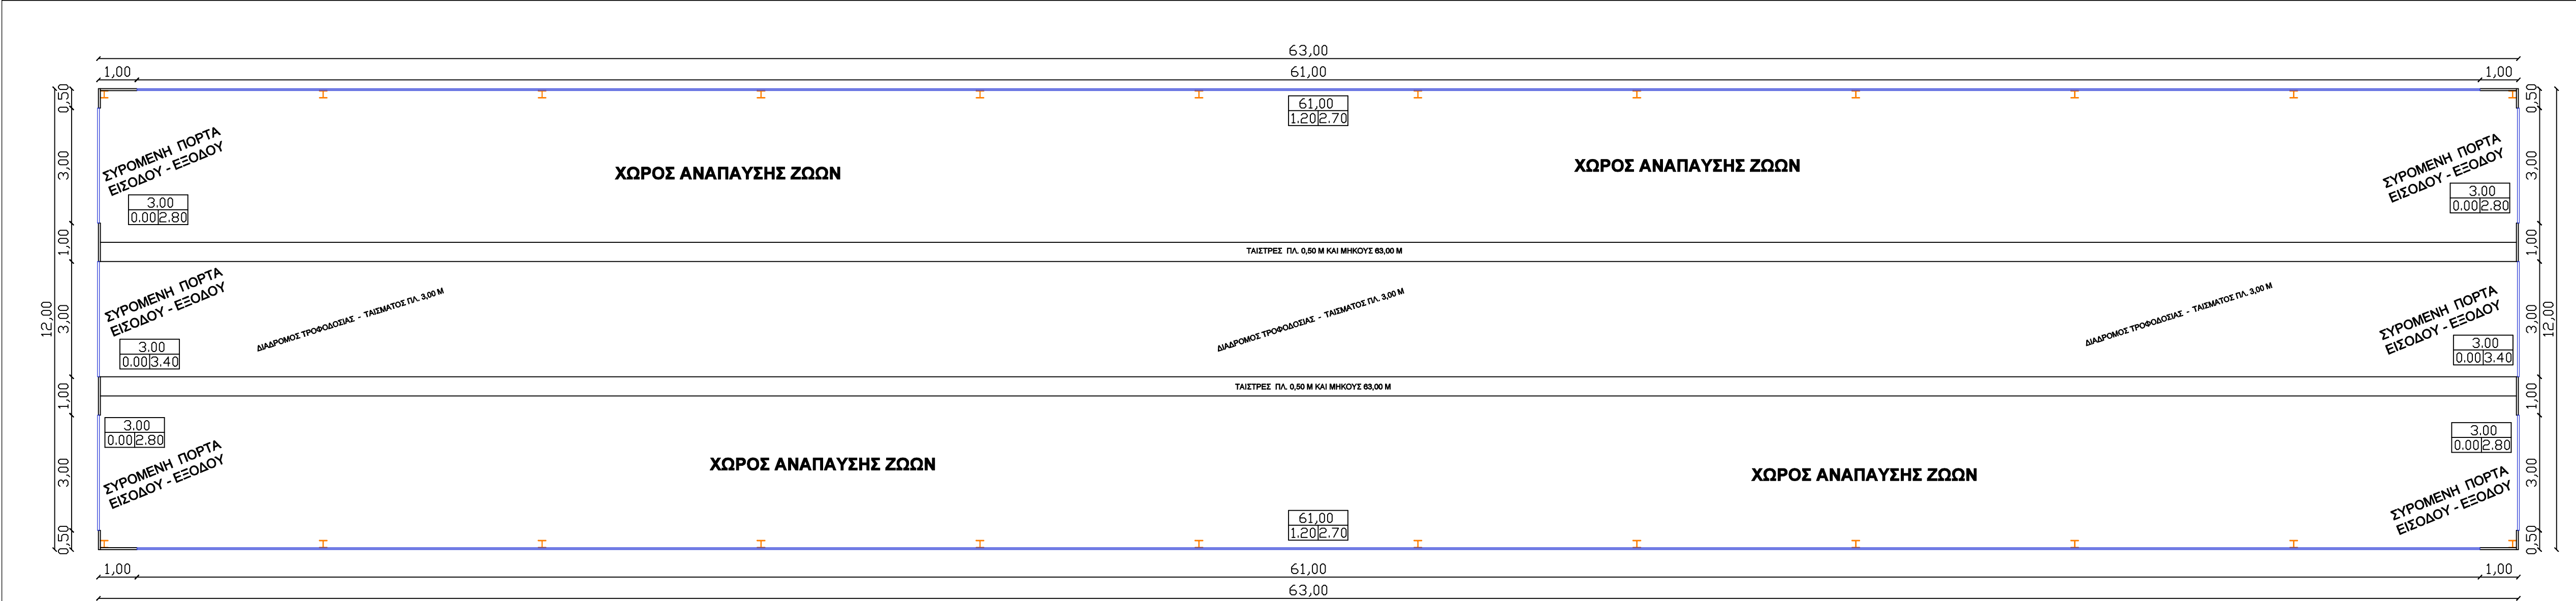 63,00
1,00
61,00
1,00
0,50
61,00
1.20 2.70
0,50
ΣΥΡΟΜΕΝΗ ΠΟΡΤΑ
ΕΙΣΟΔΟΥ - ΕΞΟΔΟΥ
3,00
ΧΩΡΟΣ ΑΝΑΠΑΥΣΗΣ ΖΩΩΝ
ΧΩΡΟΣ ΑΝΑΠΑΥΣΗΣ ΖΩΩΝ
ΣΥΡΟΜΕΝΗ ΠΟΡΤΑ
ΕΙΣΟΔΟΥ - ΕΞΟΔΟΥ
3,00
3.00
0.00 2.80
3.00
0.00 2.80
1,00
ΤΑΙΣΤΡΕΣ ΠΛ. 0,50 Μ ΚΑΙ ΜΗΚΟΥΣ 63,00 Μ
1,00
ΣΥΡΟΜΕΝΗ ΠΟΡΤΑ
ΕΙΣΟΔΟΥ - ΕΞΟΔΟΥ
12,00
3,00
ΔΙΑΔΡΟΜΟΣ ΤΡΟΦΟΔΟΣΙΑΣ - ΤΑΙΣΜΑΤΟΣ ΠΛ. 3,00 Μ
ΔΙΑΔΡΟΜΟΣ ΤΡΟΦΟΔΟΣΙΑΣ - ΤΑΙΣΜΑΤΟΣ ΠΛ. 3,00 Μ
ΔΙΑΔΡΟΜΟΣ ΤΡΟΦΟΔΟΣΙΑΣ - ΤΑΙΣΜΑΤΟΣ ΠΛ. 3,00 Μ
ΣΥΡΟΜΕΝΗ ΠΟΡΤΑ
ΕΙΣΟΔΟΥ - ΕΞΟΔΟΥ
3,00
12,00
3.00
0.00 3.40
3.00
0.00 3.40
1,00
ΤΑΙΣΤΡΕΣ ΠΛ. 0,50 Μ ΚΑΙ ΜΗΚΟΥΣ 63,00 Μ
1,00
3.00
0.00 2.80
3.00
0.00 2.80
3,00
ΣΥΡΟΜΕΝΗ ΠΟΡΤΑ
ΕΙΣΟΔΟΥ - ΕΞΟΔΟΥ
ΧΩΡΟΣ ΑΝΑΠΑΥΣΗΣ ΖΩΩΝ
ΧΩΡΟΣ ΑΝΑΠΑΥΣΗΣ ΖΩΩΝ
ΣΥΡΟΜΕΝΗ ΠΟΡΤΑ
ΕΙΣΟΔΟΥ - ΕΞΟΔΟΥ
3,00
0,50
61,00
1.20 2.70
0,50
1,00
61,00
1,00
63,00